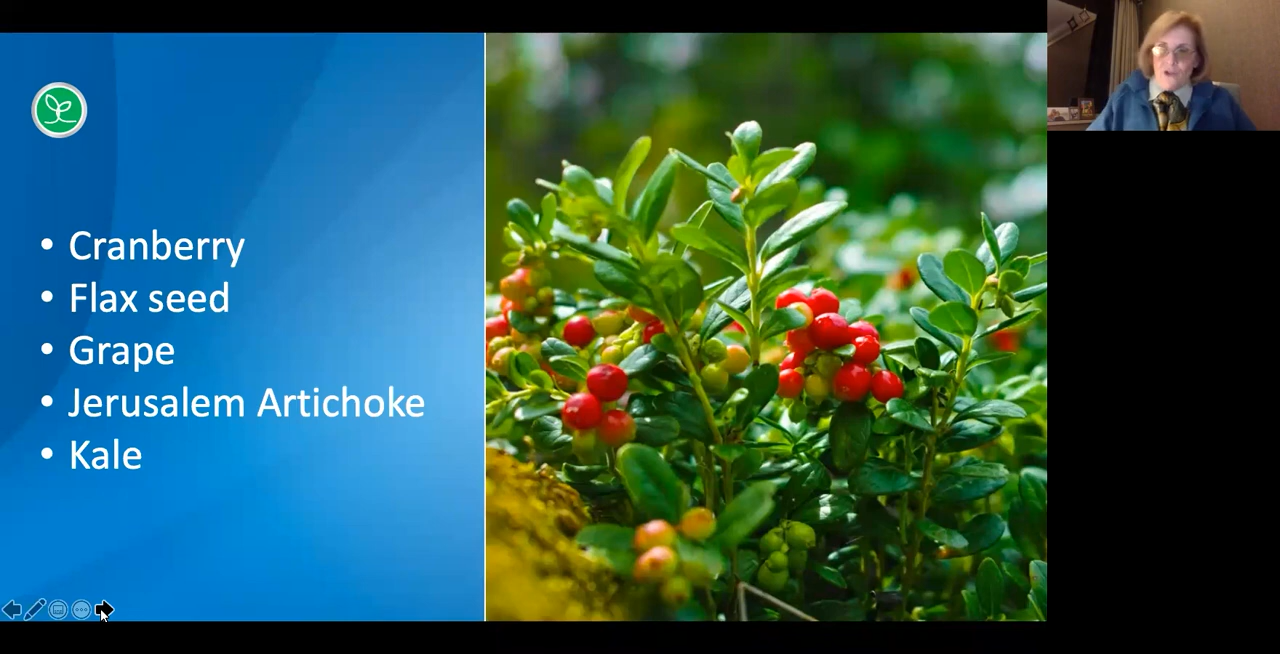 • Cranberry
• Flax seed
• Grape
• Jerusalem Artichoke
• Kale